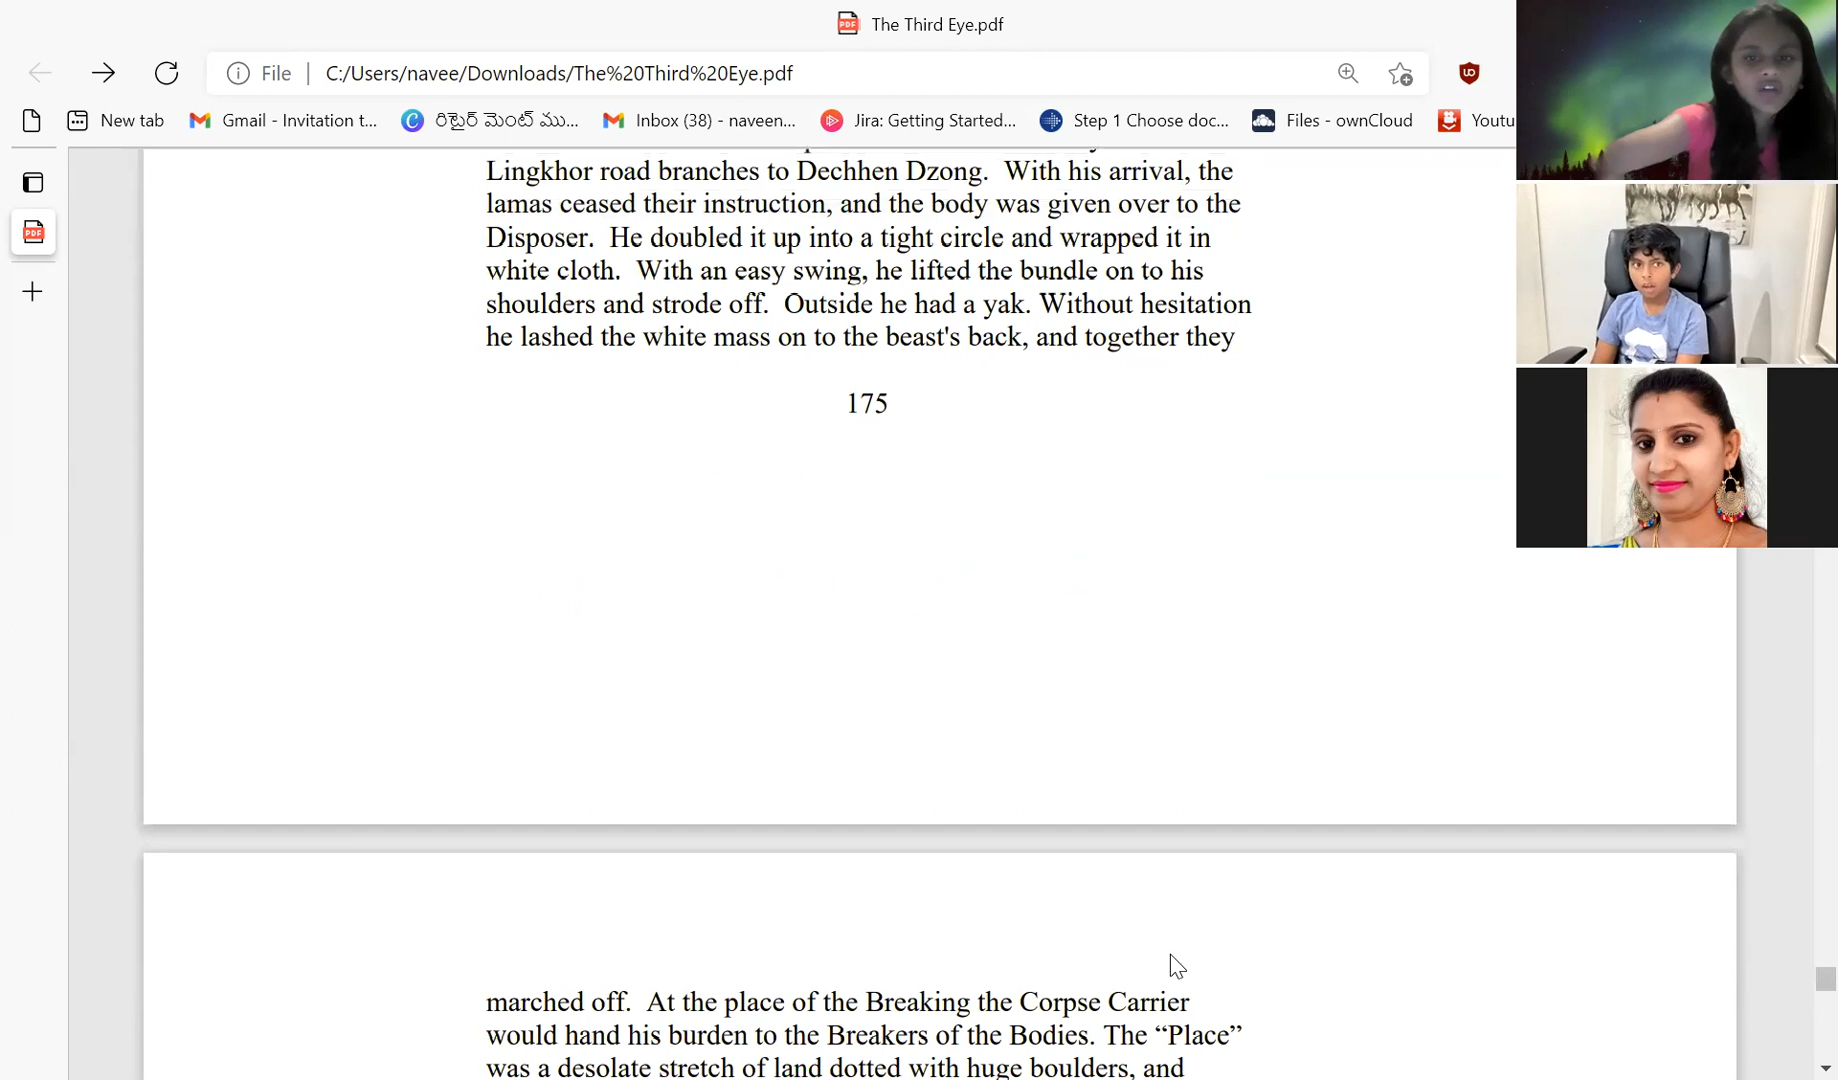 The Third Eye.pdf
File
C:/Users/navee/Downloads/The%20Third%20Eye.pdf
New tab
Gmail - Invitation t...
రిటైర్ మెంట్ ము...
Inbox (38) - naveen...
Jira: Getting Started...
Step 1 Choose doc...
Files - ownCloud
Youtu
Lingkhor road branches to Dechhen Dzong. With his arrival, the
lamas ceased their instruction, and the body was given over to the
Disposer. He doubled it up into a tight circle and wrapped it in
white cloth. With an easy swing, he lifted the bundle on to his
shoulders and strode off. Outside he had a yak. Without hesitation
he lashed the white mass on to the beast's back, and together they
175
marched off. At the place of the Breaking the Corpse Carrier
would hand his burden to the Breakers of the Bodies. The “Place”
was a desolate stretch of land dotted with huge boulders, and